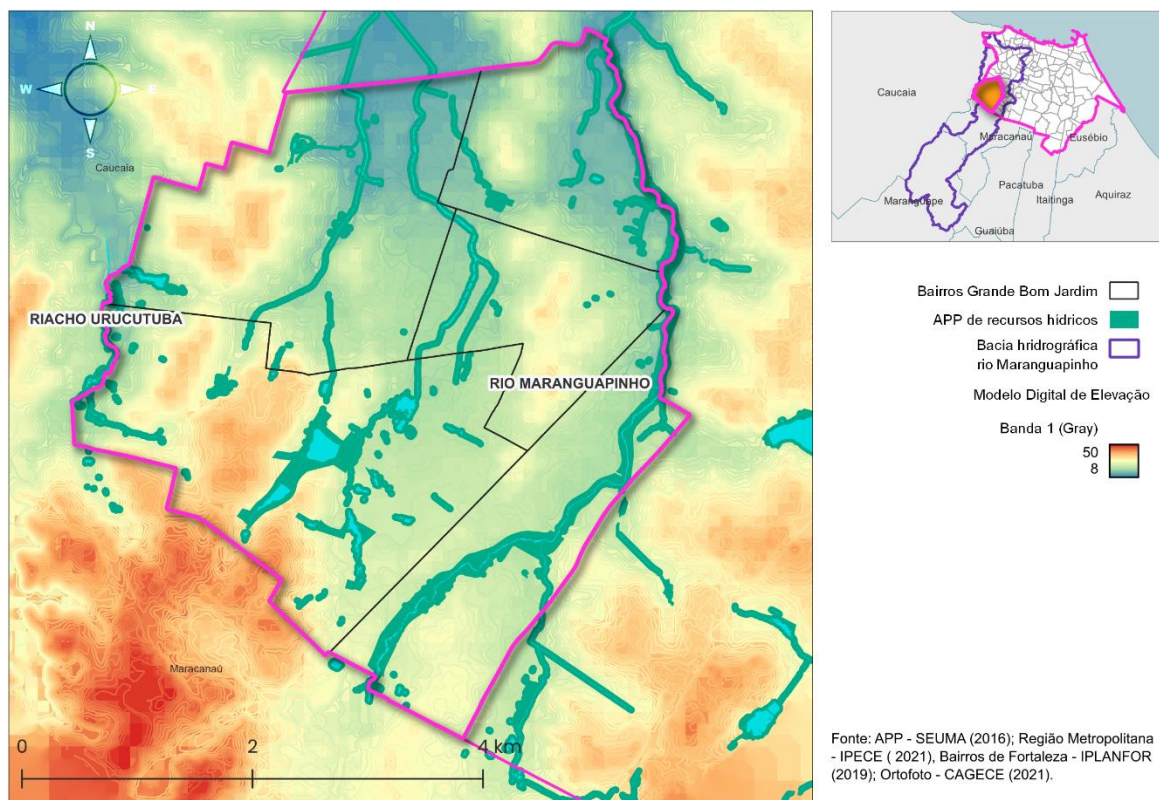 N
W
E
S
Caucaia
RIACHO URUCUTUBA
RIO MARANGUAPINHO
Maracanaú
0
2
4 km
Caucaia
Maracanaú
Eusébio
Pacatuba
Maranguape
Itaitinga
Aquiraz
Guaiúba
Bairros Grande Bom Jardim
APP de recursos hídricos
Bacia hridrográfica
rio Maranguapinho
Modelo Digital de Elevação
Banda 1 (Gray)
50
8
Fonte: APP - SEUMA (2016); Região Metropolitana
- IPECE ( 2021), Bairros de Fortaleza - IPLANFOR
(2019); Ortofoto - CAGECE (2021).